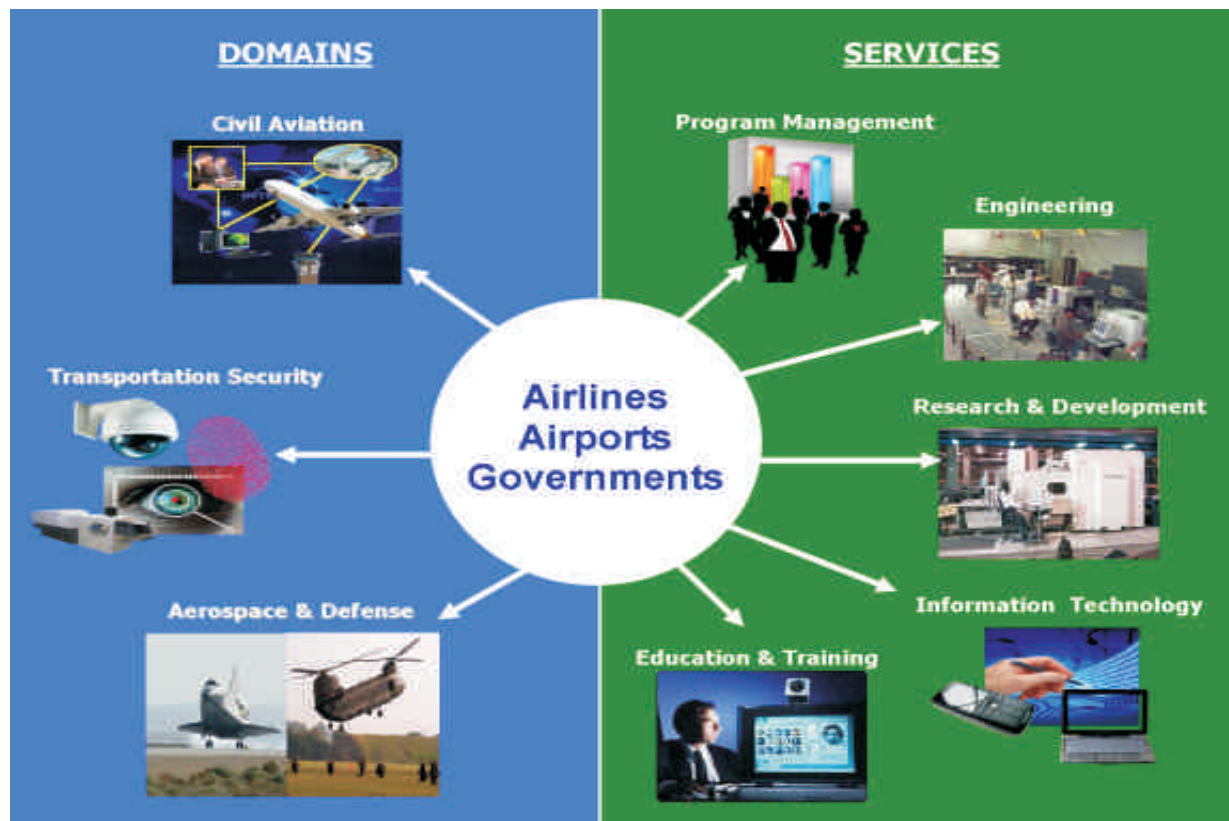 DOMAINS
Civil Aviation
Transportation Security
Aerospace & Defense
Airlines
Airports
Governments
SERVICES
Program Management
Engineering
Research & Development
Information Technology
Education & Training